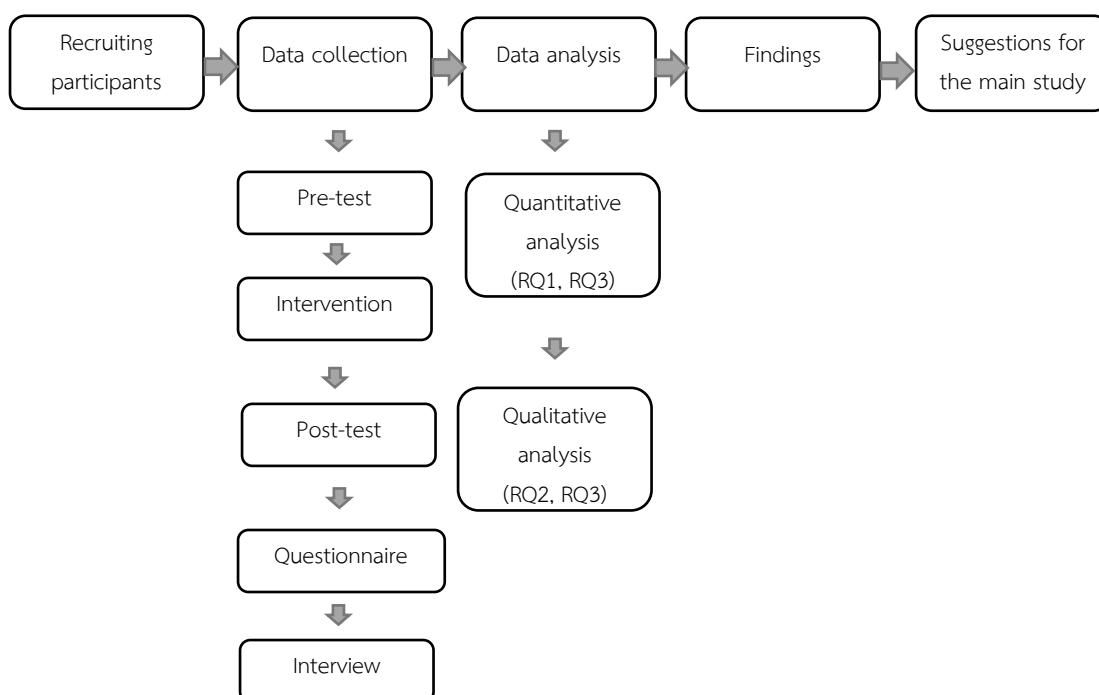 Recruiting
participants
Data collection
Data analysis
Findings
Suggestions for
the main study
Pre-test
Intervention
Post-test
Questionnaire
Interview
Quantitative
analysis
(RQ1, RQ3)
Qualitative
analysis
(RQ2, RQ3)